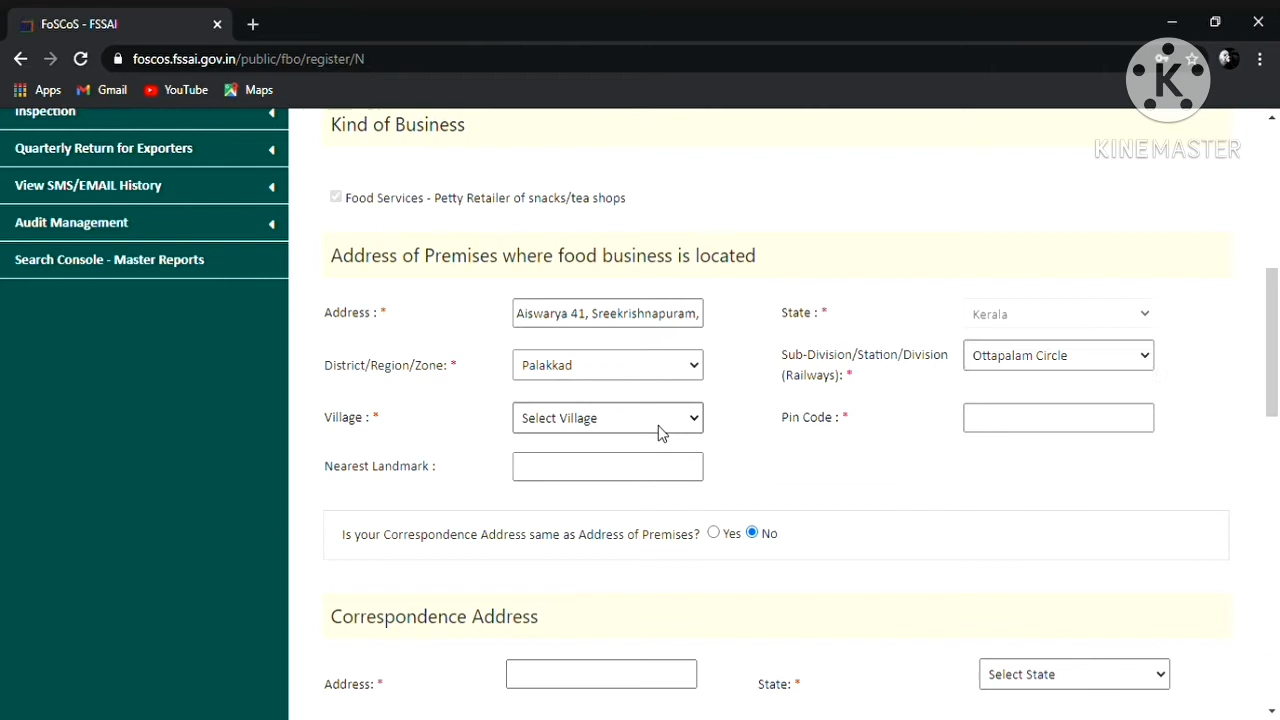 FoSCoS - FSSAI
foscos.fssai.gov.in/public/fbo/register/N
Apps Gmail YouTube Maps
K
KINEMASTER
Inspection
Quarterly Return for Exporters
View SMS/EMAIL History
Audit Management
Search Console - Master Reports
Kind of Business
Food Services - Petty Retailer of snacks/tea shops
Address of Premises where food business is located
Address : * Aiswarya 41, Sreekrishnapuram, State : * Kerala
District/Region/Zone: * Palakkad Sub-Division/Station/Division (Railways): * Ottapalam Circle
Village : * Select Village Pin Code : *
Nearest Landmark :
Is your Correspondence Address same as Address of Premises? Yes No
Correspondence Address
Address: * State: * Select State